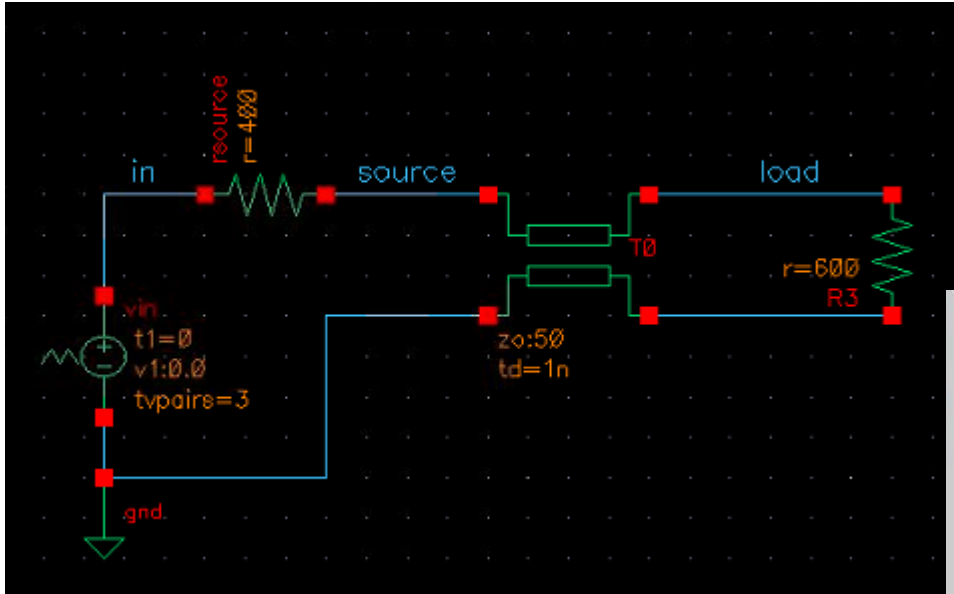 rsource
r=400
in
source
load
T0
r=600
R3
vin
t1=0
v1:0.0
tvpairs=3
zo:50
td=1n
gnd